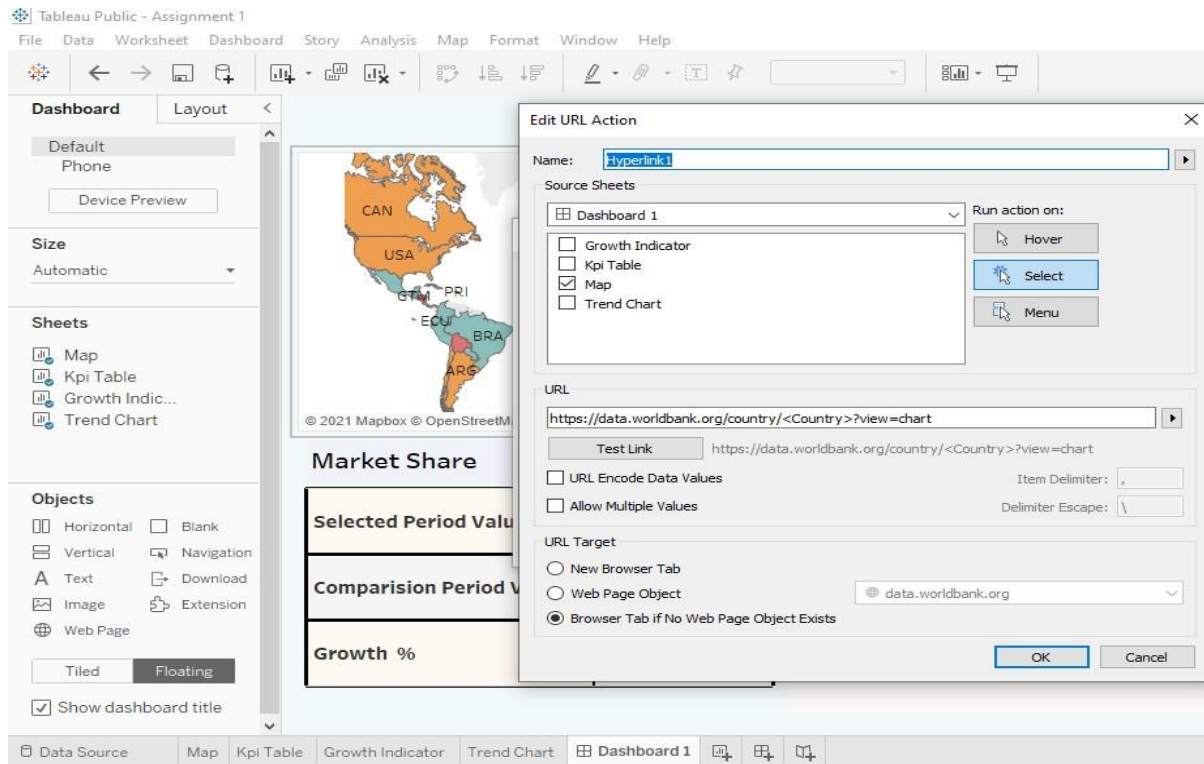 Tableau Public - Assignment 1
File Data Worksheet Dashboard Story Analysis Map Format Window Help
Dashboard Layout
Default
Phone
Device Preview
Size
Automatic
Sheets
Map
Kpi Table
Growth Indic...
Trend Chart
Objects
Horizontal Blank
Vertical Navigation
A Text Download
Image Extension
Web Page
Tiled Floating
Show dashboard title
CAN
USA
GTM PRI
ECU
BRA
ARG
© 2021 Mapbox © OpenStreetM
Market Share
Selected Period Valu
Comparision Period V
Growth %
Edit URL Action
Name: Hyperlink1
Source Sheets
Dashboard 1
Growth Indicator
Kpi Table
Map
Trend Chart
Run action on:
Hover
Select
Menu
URL
https://data.worldbank.org/country/<Country>?view=chart
Test Link https://data.worldbank.org/country/<Country>?view=chart
URL Encode Data Values Item Delimiter: ,
Allow Multiple Values Delimiter Escape: \
URL Target
New Browser Tab
Web Page Object data.worldbank.org
Browser Tab if No Web Page Object Exists
OK Cancel
Data Source Map Kpi Table Growth Indicator Trend Chart Dashboard 1